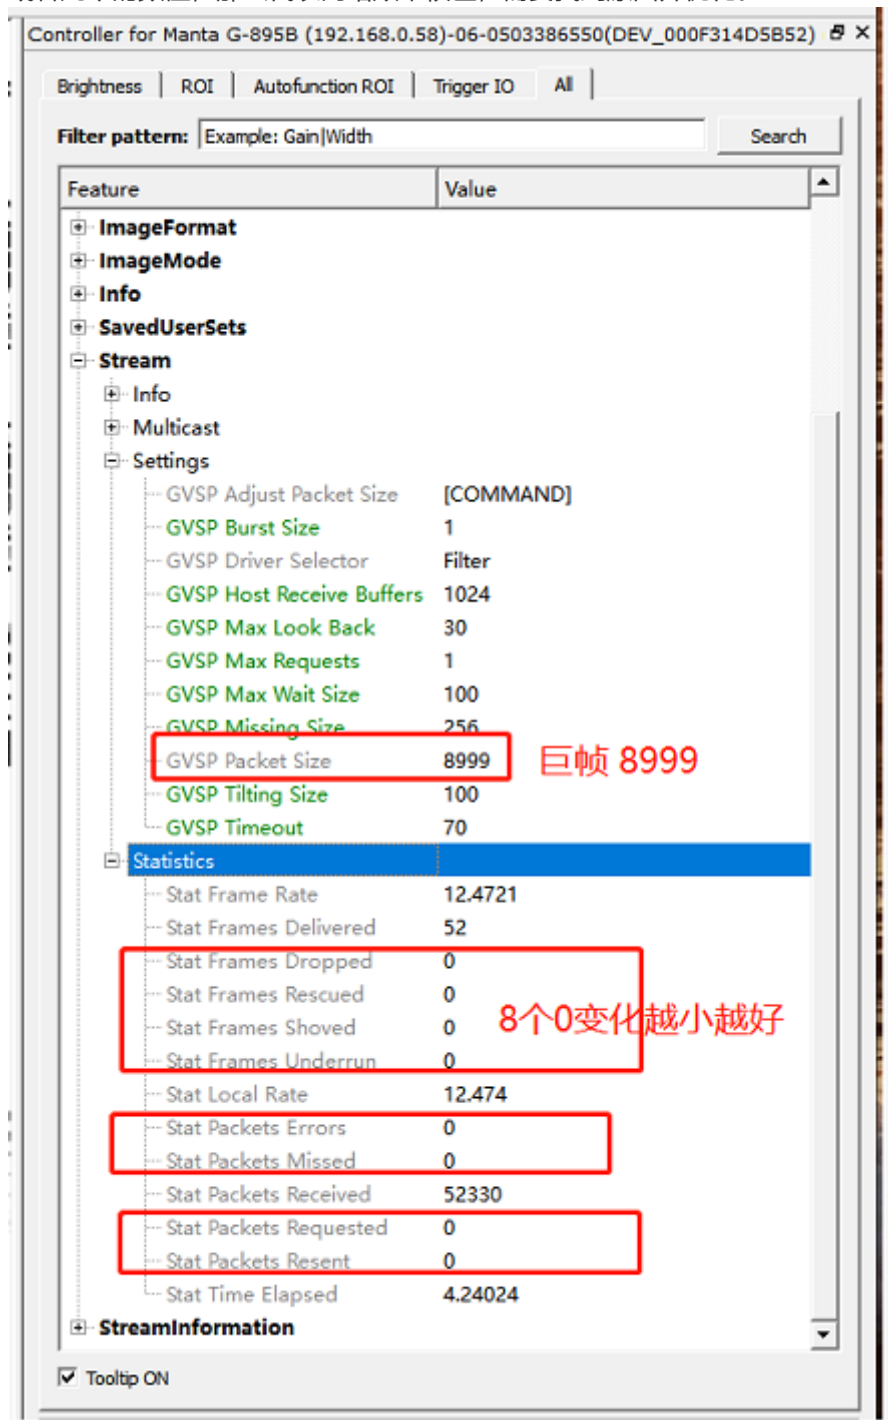 Controller for Manta G-895B (192.168.0.58)-06-0503386550(DEV_000F314D5B52)
Brightness ROI Autofunction ROI Trigger IO All
Filter pattern: Example: Gain|Width Search
Feature Value
ImageFormat
ImageMode
Info
SavedUserSets
Stream
Info
Multicast
Settings
GVSP Adjust Packet Size [COMMAND]
GVSP Burst Size 1
GVSP Driver Selector Filter
GVSP Host Receive Buffers 1024
GVSP Max Look Back 30
GVSP Max Requests 1
GVSP Max Wait Size 100
GVSP Missing Size 256
GVSP Packet Size 8999 巨帧 8999
GVSP Tilting Size 100
GVSP Timeout 70
Statistics
Stat Frame Rate 12.4721
Stat Frames Delivered 52
Stat Frames Dropped 0
Stat Frames Rescued 0
Stat Frames Shoved 0 8个0变化越小越好
Stat Frames Underrun 0
Stat Local Rate 12.474
Stat Packets Errors 0
Stat Packets Missed 0
Stat Packets Received 52330
Stat Packets Requested 0
Stat Packets Resent 0
Stat Time Elapsed 4.24024
StreamInformation
Tooltip ON